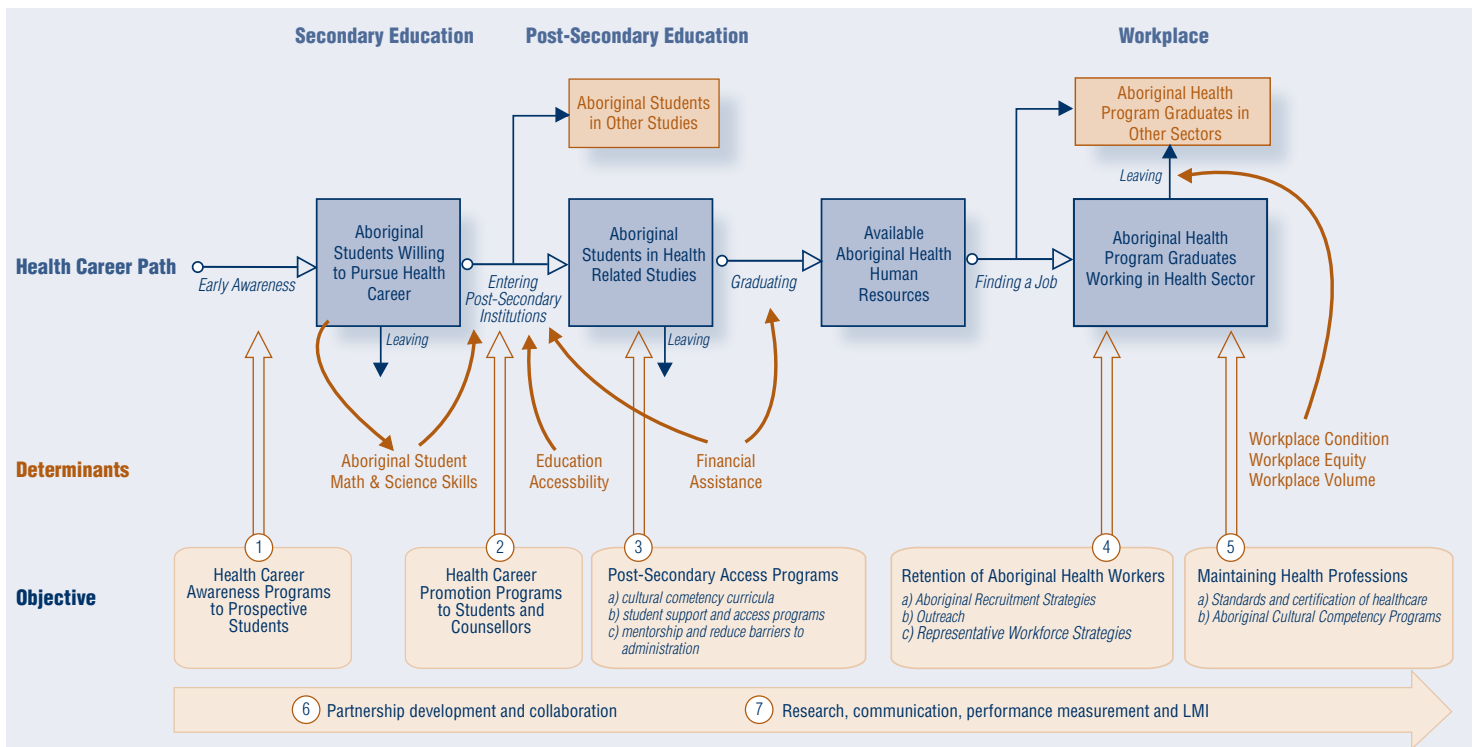 Secondary Education
Post-Secondary Education
Workplace
Aboriginal Students
in Other Studies
Aboriginal Health
Program Graduates in
Other Sectors
Leaving
Health Career Path
Early Awareness
Aboriginal
Students Willing
to Pursue Health
Career
Entering
Post-Secondary
Institutions
Aboriginal
Students in Health
Related Studies
Graduating
Available
Aboriginal Health
Human
Resources
Finding a Job
Aboriginal Health
Program Graduates
Working in Health Sector
Leaving
Leaving
Determinants
Aboriginal Student
Math & Science Skills
Education
Accessbility
Financial
Assistance
Workplace Condition
Workplace Equity
Workplace Volume
Objective
1
Health Career
Awareness Programs
to Prospective
Students
2
Health Career
Promotion Programs
to Students and
Counsellors
3
Post-Secondary Access Programs
a) cultural cometency curricula
b) student support and access programs
c) mentorship and reduce barriers to
administration
4
Retention of Aboriginal Health Workers
a) Aboriginal Recruitment Strategies
b) Outreach
c) Representative Workforce Strategies
5
Maintaining Health Professions
a) Standards and certification of healthcare
b) Aboriginal Cultural Competency Programs
6 Partnership development and collaboration
7 Research, communication, performance measurement and LMI